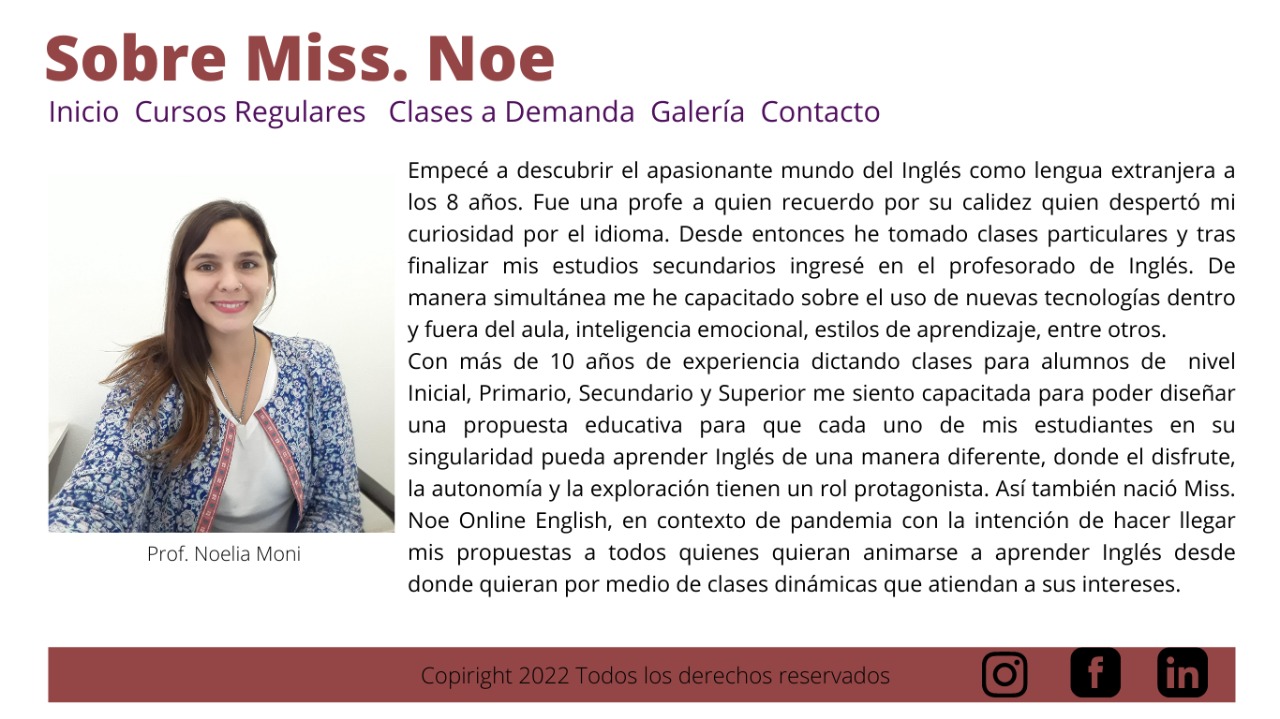 Sobre Miss. Noe
Inicio Cursos Regulares Clases a Demanda Galería Contacto
Empecé a descubrir el apasionante mundo del Inglés como lengua extranjera a
los 8 años. Fue una profe a quien recuerdo por su calidez quien despertó mi
curiosidad por el idioma. Desde entonces he tomado clases particulares y tras
finalizar mis estudios secundarios ingresé en el profesorado de Inglés. De
manera simultánea me he capacitado sobre el uso de nuevas tecnologías dentro
y fuera del aula, inteligencia emocional, estilos de aprendizaje, entre otros.
Con más de 10 años de experiencia dictando clases para alumnos de nivel
Inicial, Primario, Secundario y Superior me siento capacitada para poder diseñar
una propuesta educativa para que cada uno de mis estudiantes en su
singularidad pueda aprender Inglés de una manera diferente, donde el disfrute,
la autonomía y la exploración tienen un rol protagonista. Así también nació Miss.
Noe Online English, en contexto de pandemia con la intención de hacer llegar
mis propuestas a todos quienes quieran animarse a aprender Inglés desde
donde quieran por medio de clases dinámicas que atiendan a sus intereses.
Prof. Noelia Moni
Copiright 2022 Todos los derechos reservados
f
in